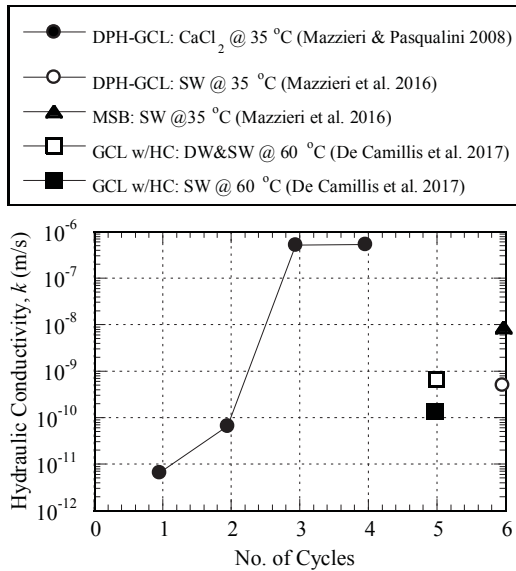 DPH-GCL: CaCl2 @ 35 °C (Mazzieri & Pasqualini 2008)
DPH-GCL: SW @ 35 °C (Mazzieri et al. 2016)
MSB: SW @35 °C (Mazzieri et al. 2016)
GCL w/HC: DW&SW @ 60 °C (De Camillis et al. 2017)
GCL w/HC: SW @ 60 °C (De Camillis et al. 2017)
Hydraulic Conductivity, k (m/s)
10-6
10-7
10-8
10-9
10-10
10-11
10-12
0 1 2 3 4 5 6
No. of Cycles